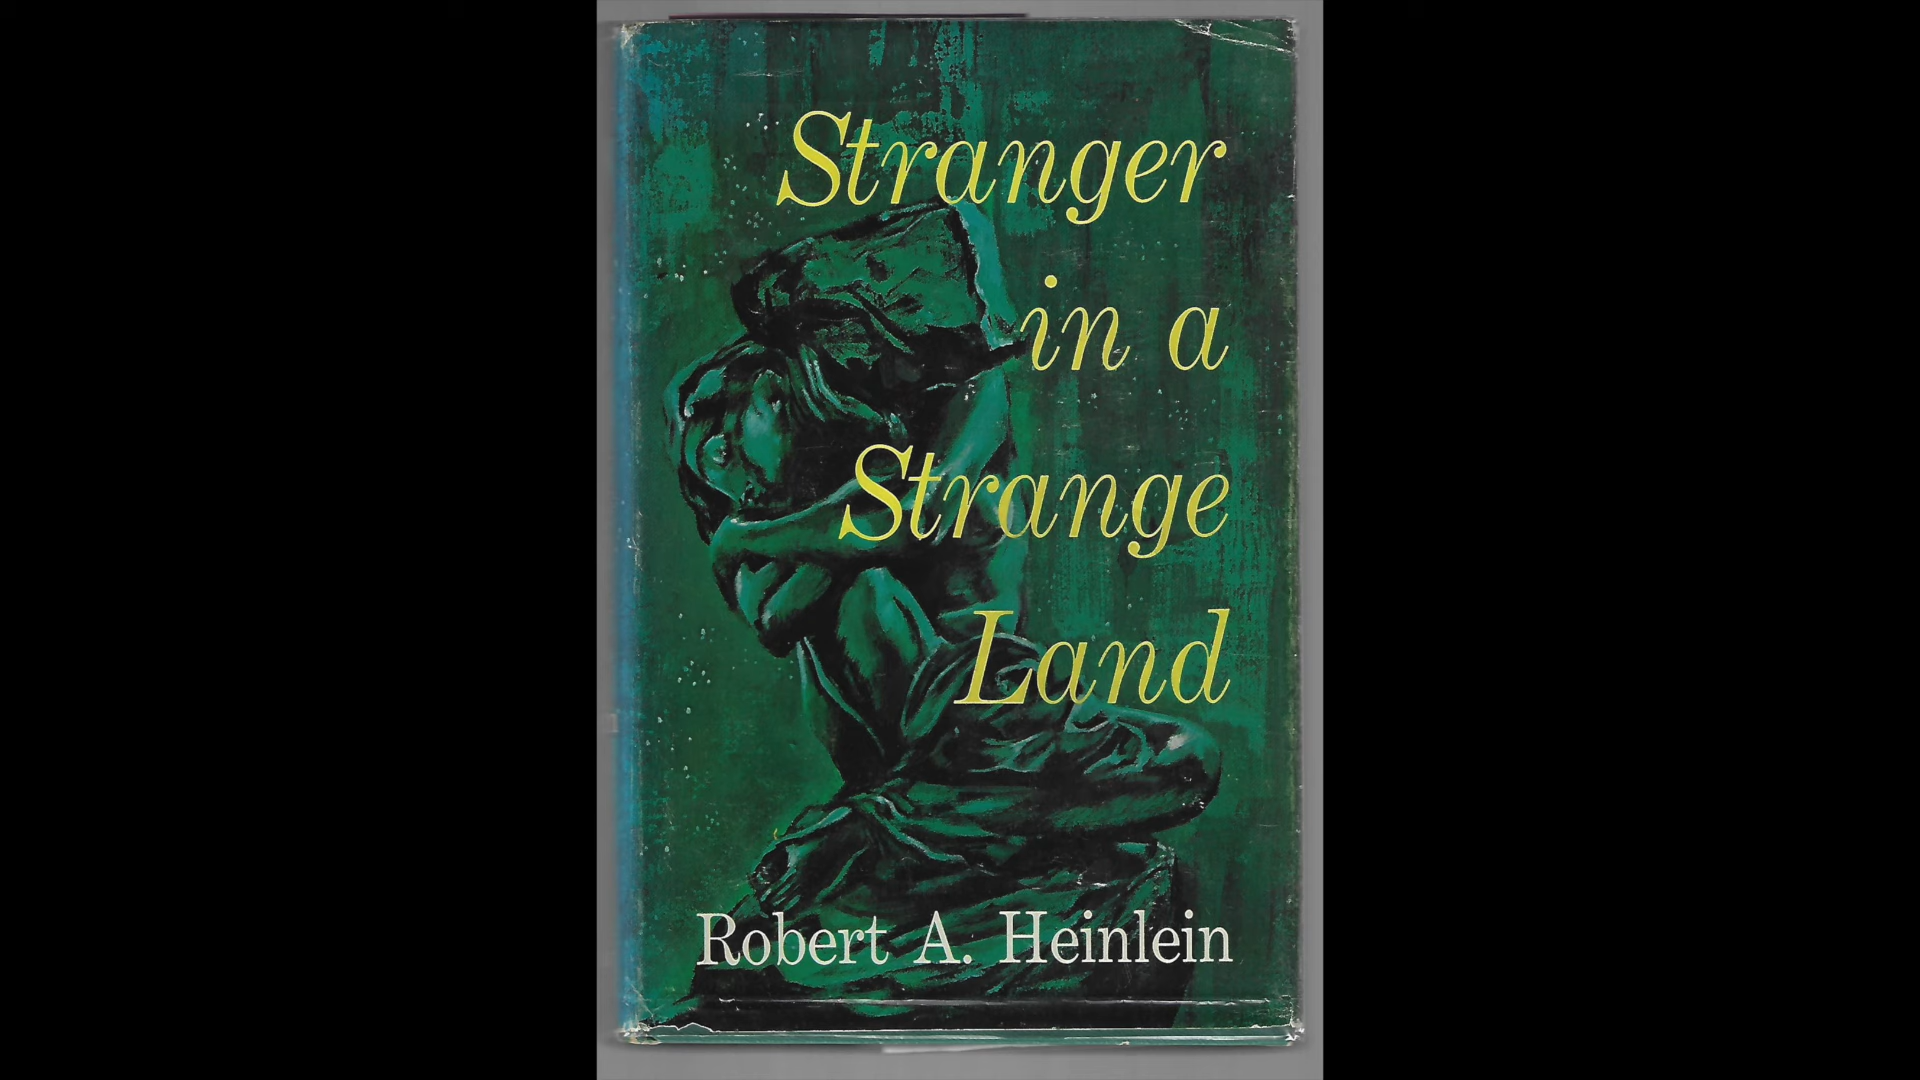 Stranger
in a
Strange
Land
Robert A. Heinlein